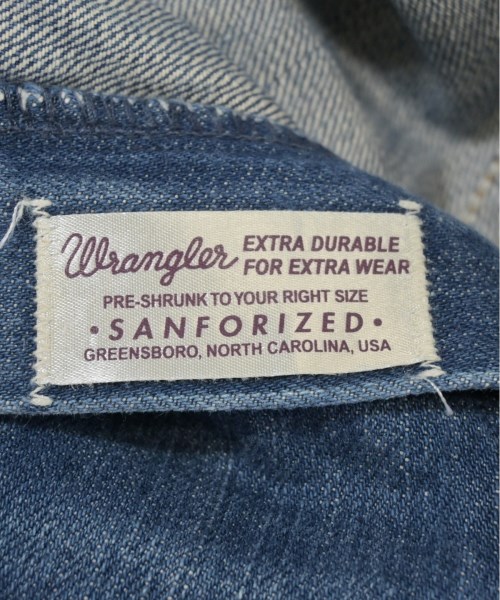 Wrangler EXTRA DURABLE
FOR EXTRA WEAR
PRE-SHRUNK TO YOUR RIGHT SIZE
• SANFORIZED •
GREENSBORO, NORTH CAROLINA, USA